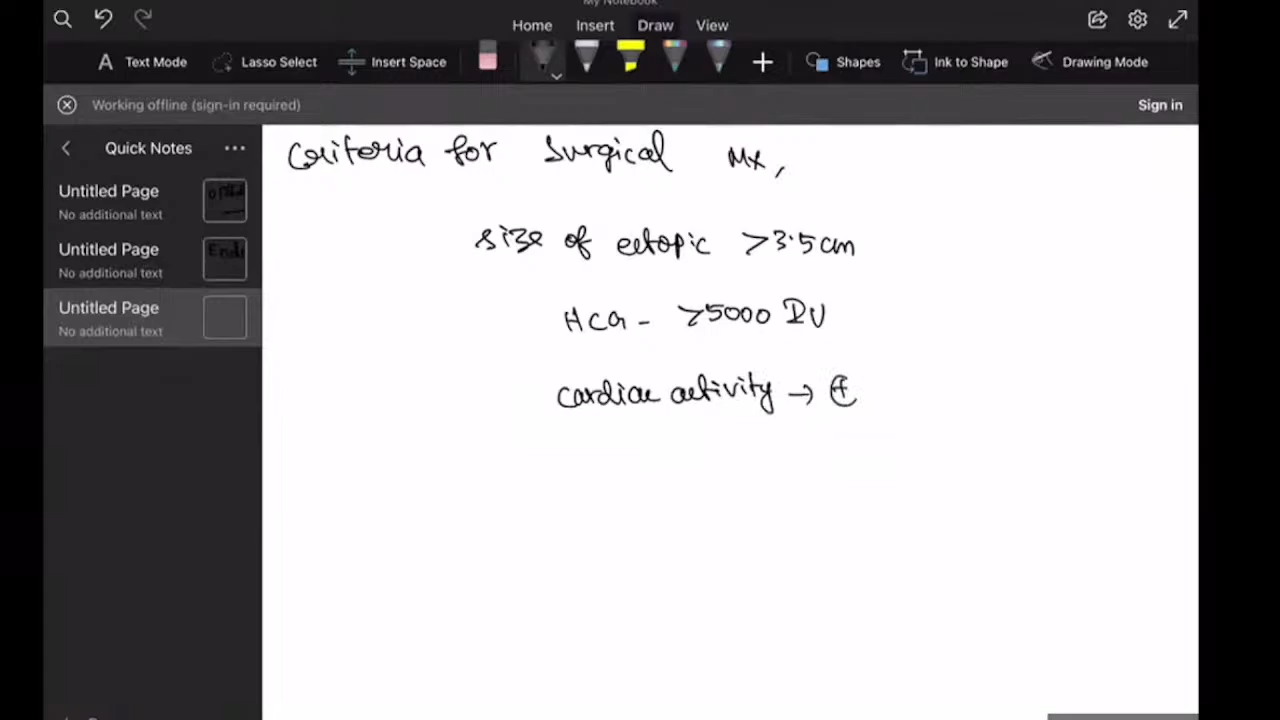 My Notebook
Home Insert Draw View
Text Mode Lasso Select Insert Space Shapes Ink to Shape Drawing Mode
Working offline (sign-in required) Sign in
Quick Notes
Untitled Page
No additional text
Untitled Page
No additional text
Untitled Page
No additional text
Criteria for Surgical Mx,
size of ectopic >3.5cm
HCG - >5000 IU
cardiac activity → +